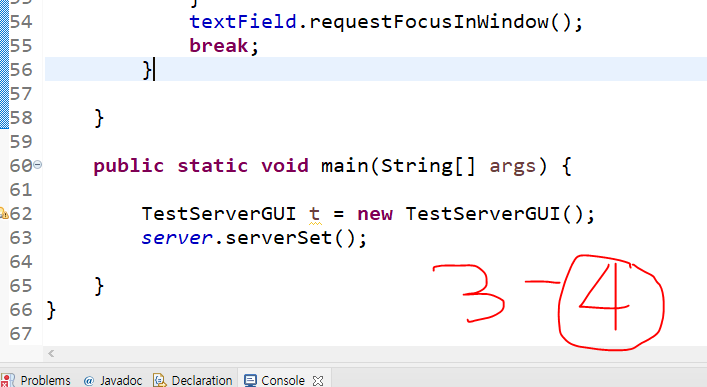 53 }
54 textField.requestFocusInWindow();
55 break;
56 }
57
58 }
59
60 public static void main(String[] args) {
61
62 TestServerGUI t = new TestServerGUI();
63 server.serverSet();
64
65 }
66 }
67
3-4
Problems @ Javadoc Declaration Console